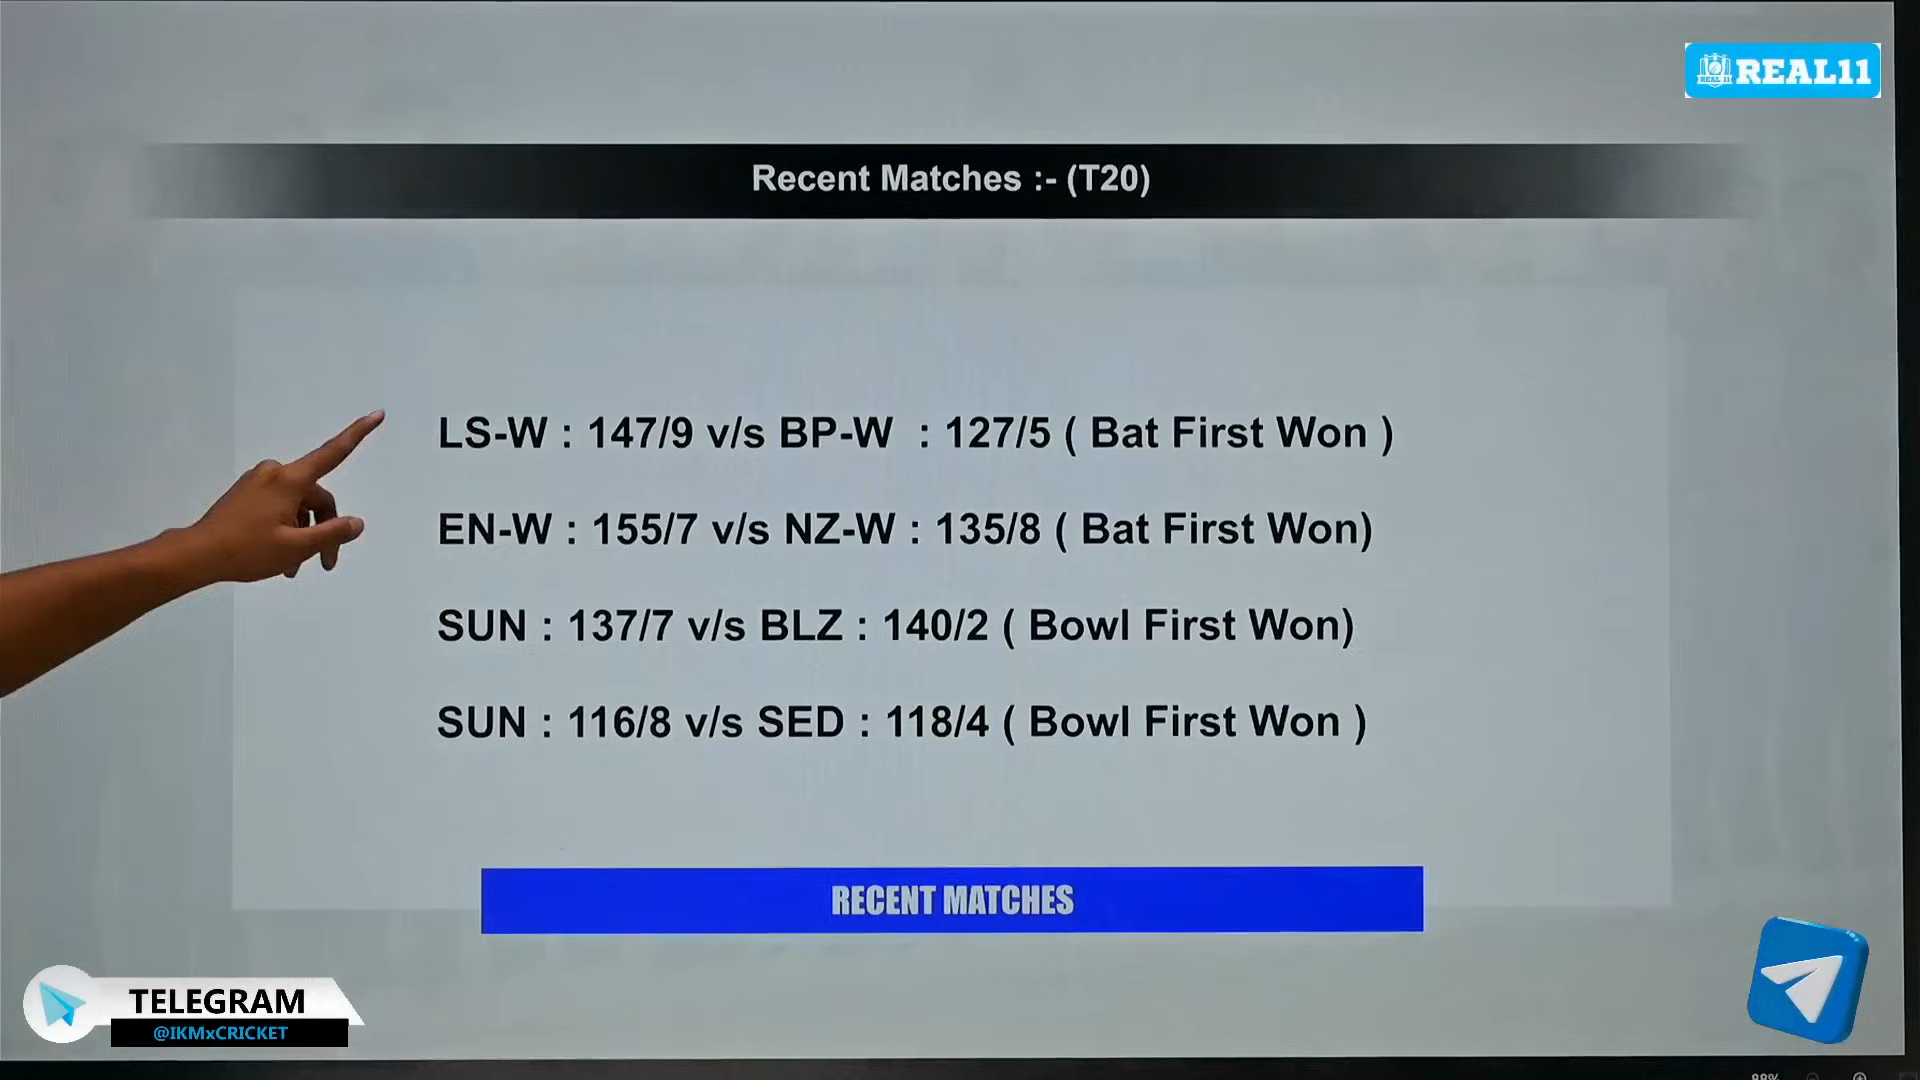 REAL11
REAL 11
Recent Matches :- (T20)
LS-W : 147/9 v/s BP-W : 127/5 ( Bat First Won )
EN-W : 155/7 v/s NZ-W : 135/8 ( Bat First Won)
SUN : 137/7 v/s BLZ : 140/2 ( Bowl First Won)
SUN : 116/8 v/s SED : 118/4 ( Bowl First Won )
RECENT MATCHES
TELEGRAM
@IKMxCRICKET